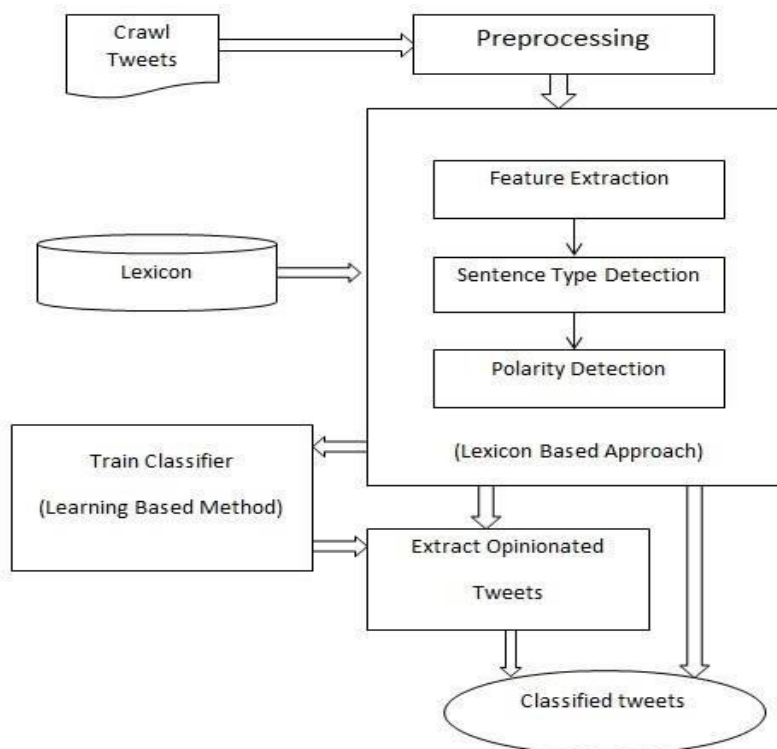 Crawl
Tweets
Preprocessing
Feature Extraction
Lexicon
Sentence Type Detection
Polarity Detection
(Lexicon Based Approach)
Train Classifier
(Learning Based Method)
Extract Opinionated
Tweets
Classified tweets